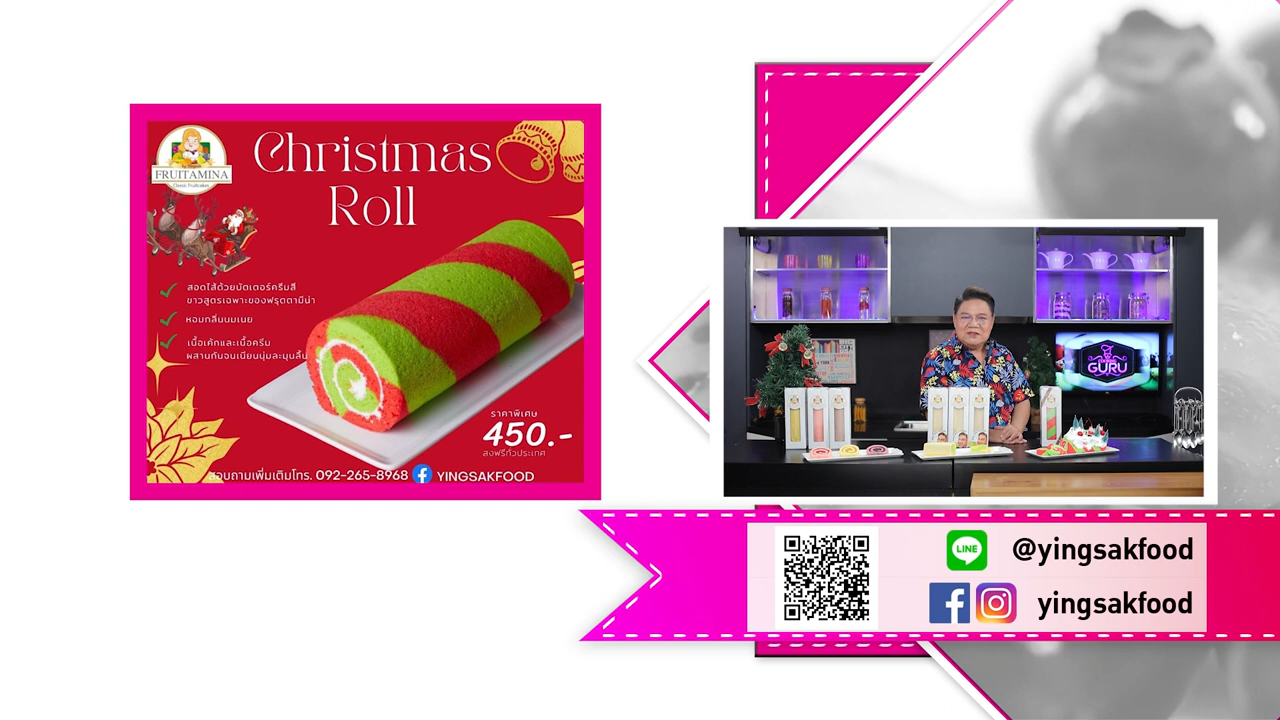 FRUITAMINA
Classic Fruitcakes
Christmas
Roll
สอดไส้ด้วยบัตเตอร์ครีมสี
ขาวสูตรเฉพาะของฟรุตตามีน่า
หอมกลิ่นนมเนย
เนื้อเค้กและเนื้อครีม
ผสานกันจนเนียนนุ่มละมุนลิ้น
ราคาพิเศษ
450.-
ส่งฟรีทั่วประเทศ
สอบถามเพิ่มเติมโทร. 092-265-8968 YINGSAKFOOD
GURU
LINE
@yingsakfood
yingsakfood